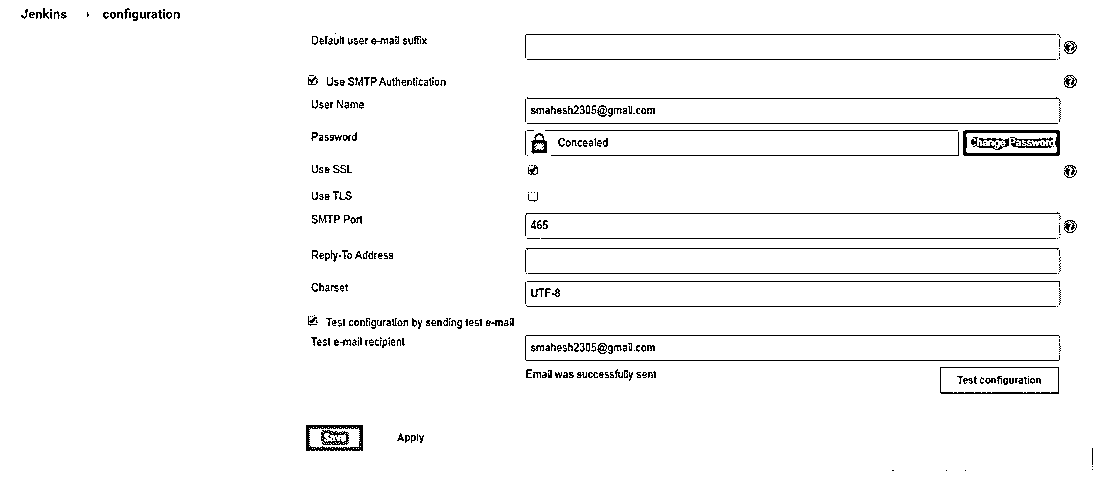 Jenkins › configuration
Default user e-mail suffix
Use SMTP Authentication
User Name smahesh2305@gmail.com
Password Concealed Change Password
Use SSL
Use TLS
SMTP Port 465
Reply-To Address
Charset UTF-8
Test configuration by sending test e-mail
Test e-mail recipient smahesh2305@gmail.com
Email was successfully sent Test configuration
Save Apply